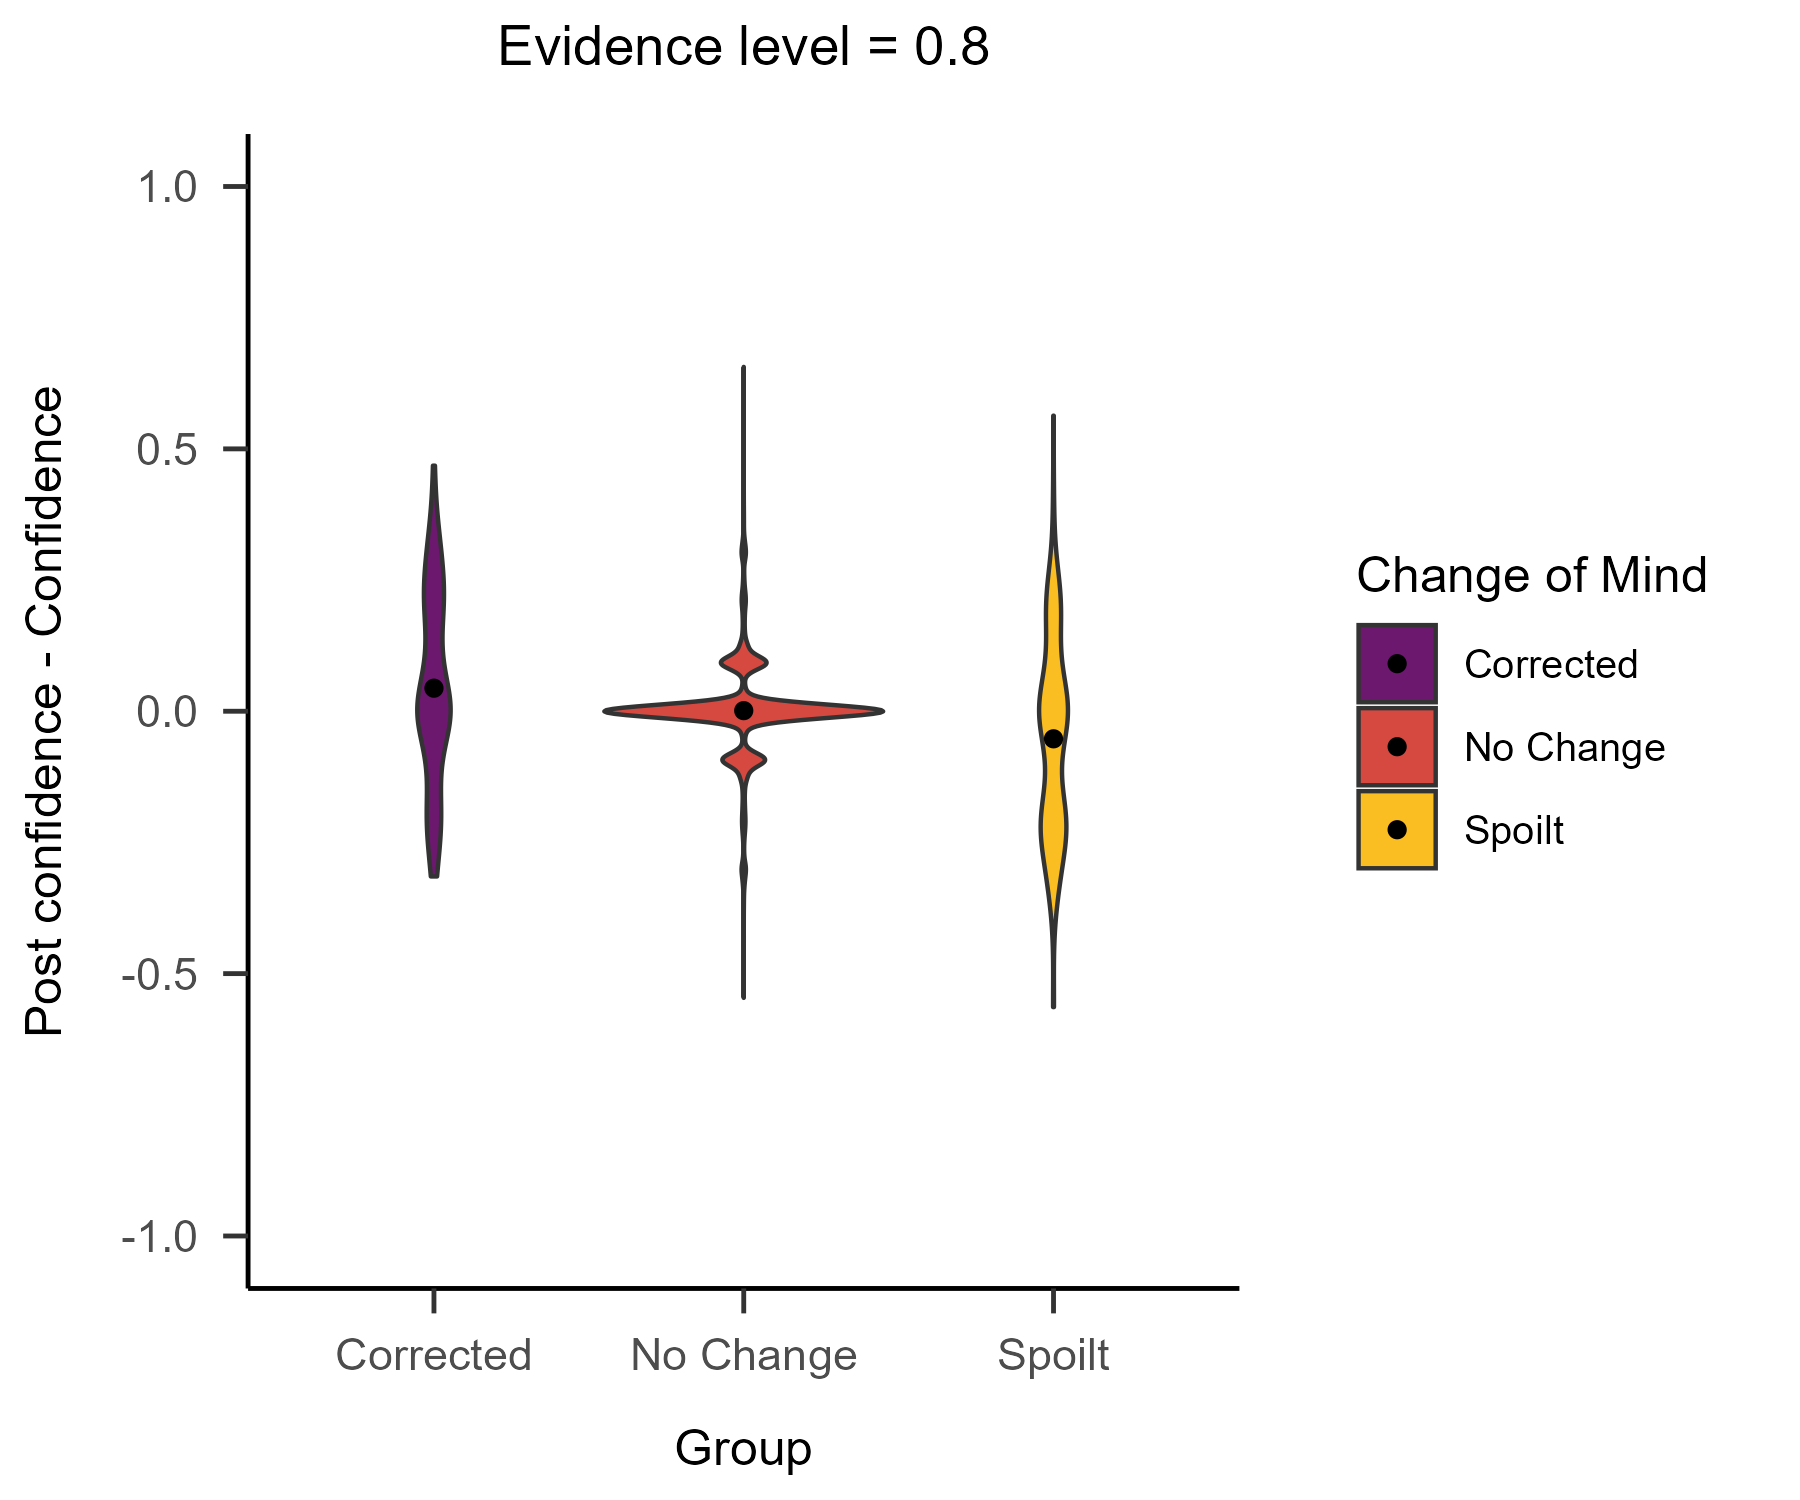 Evidence level = 0.8
Post confidence - Confidence
1.0
0.5
0.0
-0.5
-1.0
Corrected
No Change
Spoilt
Group
Change of Mind
Corrected
No Change
Spoilt